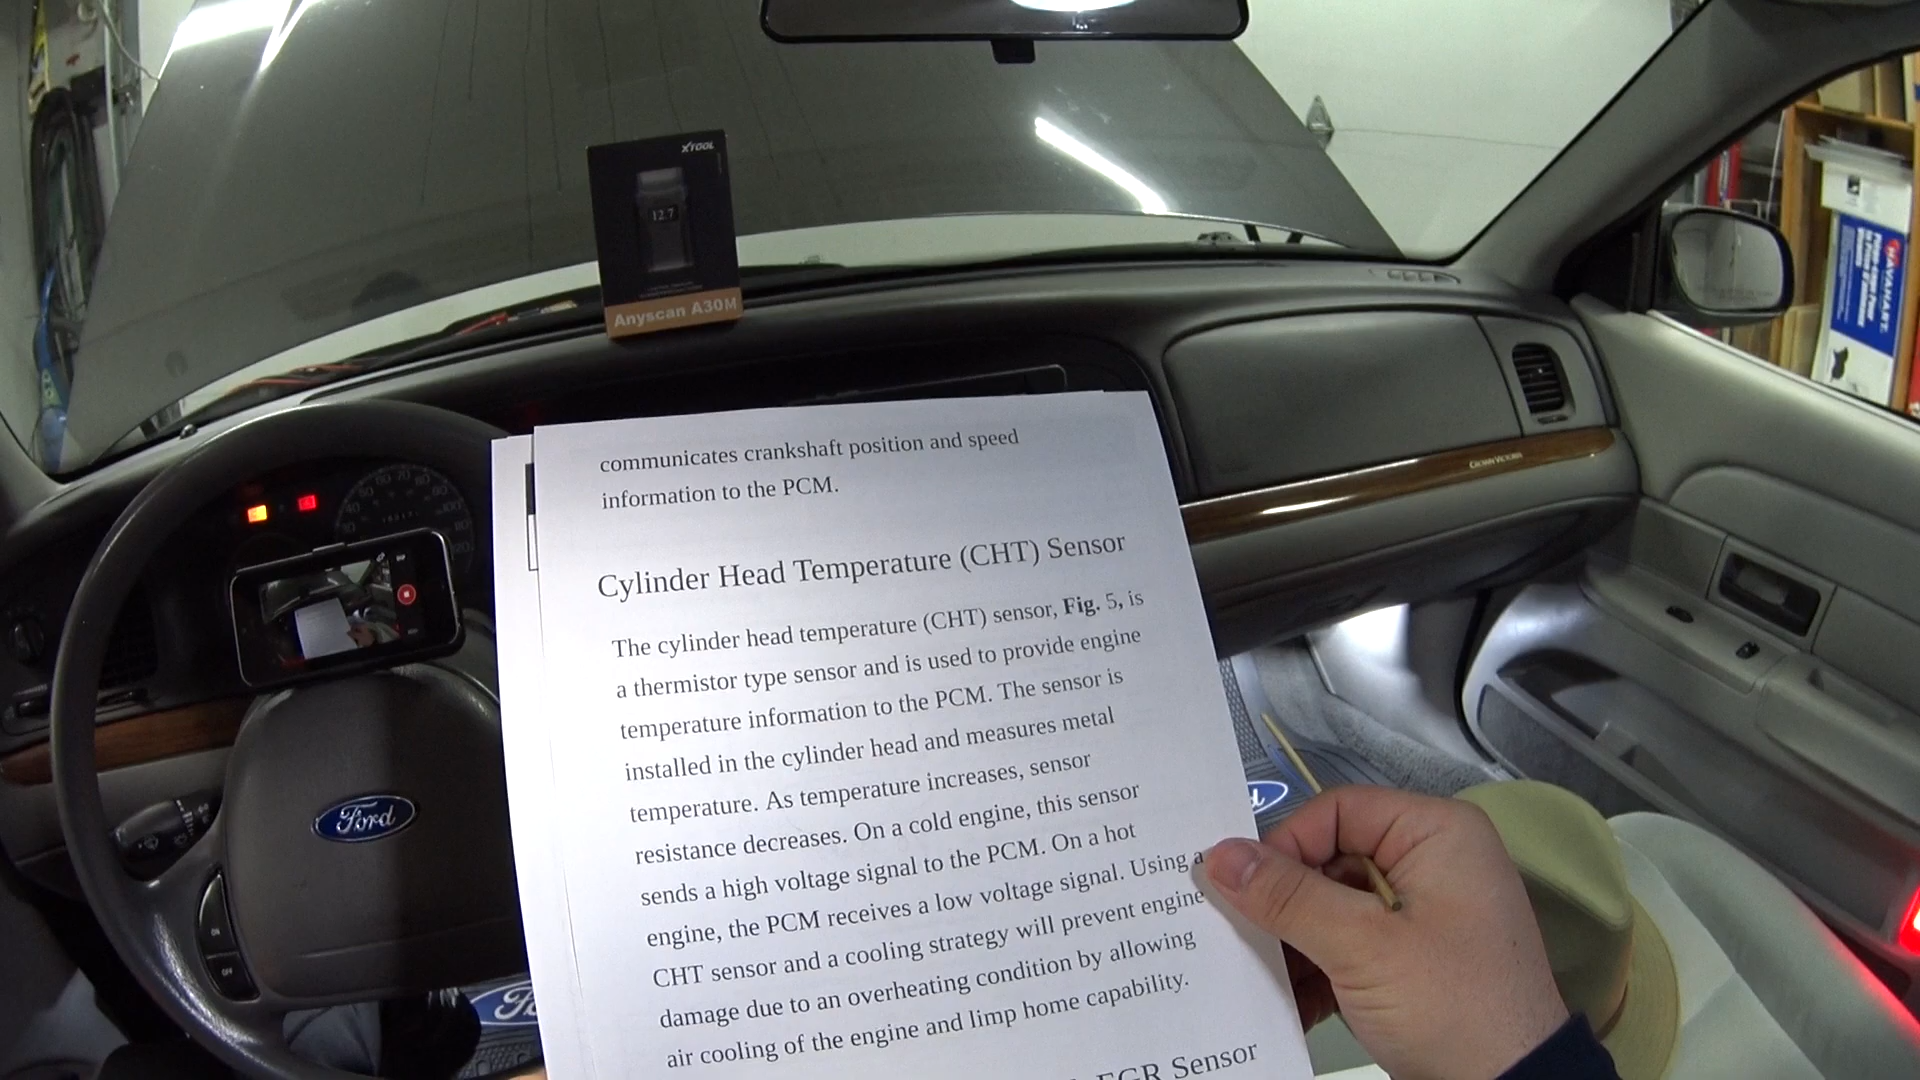 XTOOL
12.7
Anyscan A30M
communicates crankshaft position and speed
information to the PCM.
Cylinder Head Temperature (CHT) Sensor
The cylinder head temperature (CHT) sensor, Fig. 5, is
a thermistor type sensor and is used to provide engine
temperature information to the PCM. The sensor is
installed in the cylinder head and measures metal
temperature. As temperature increases, sensor
resistance decreases. On a cold engine, this sensor
sends a high voltage signal to the PCM. On a hot
engine, the PCM receives a low voltage signal. Using a
CHT sensor and a cooling strategy will prevent engine
damage due to an overheating condition by allowing
air cooling of the engine and limp home capability.
EGR Sensor
Ford
ON
OFF
CROWN VICTORIA